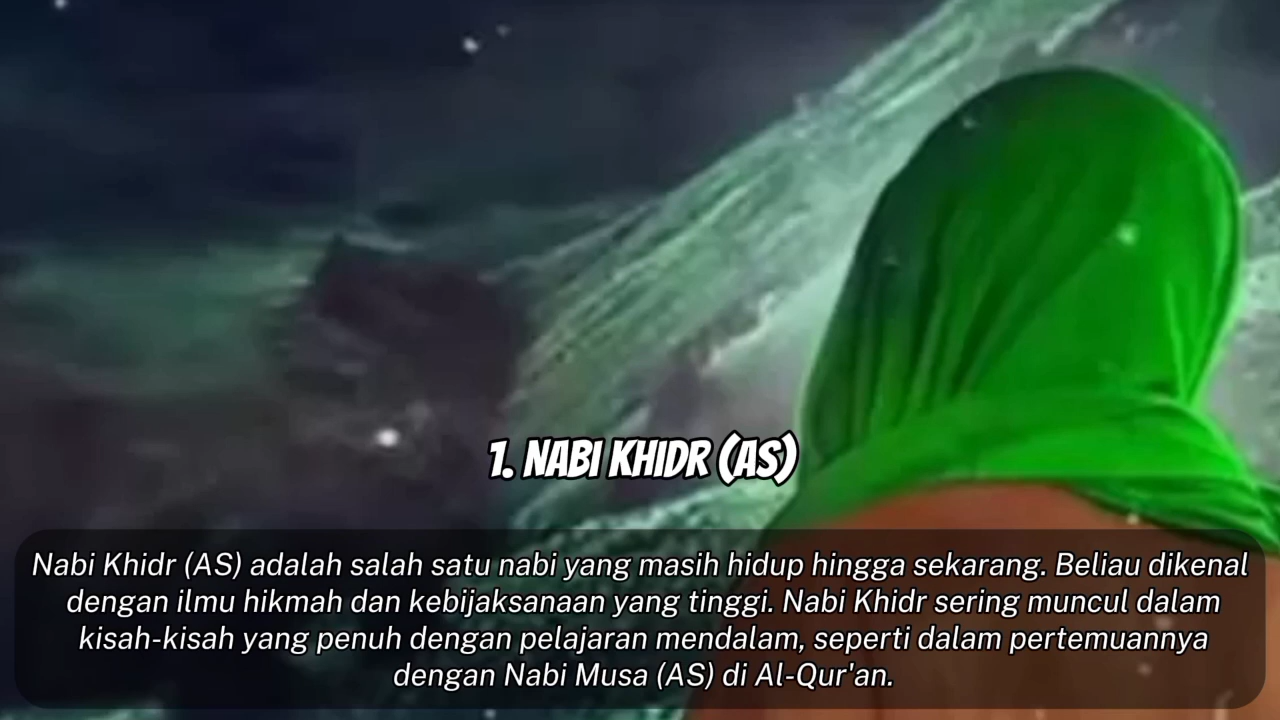 1. NABI KHIDR (AS)
Nabi Khidr (AS) adalah salah satu nabi yang masih hidup hingga sekarang. Beliau dikenal
dengan ilmu hikmah dan kebijaksanaan yang tinggi. Nabi Khidr sering muncul dalam
kisah-kisah yang penuh dengan pelajaran mendalam, seperti dalam pertemuannya
dengan Nabi Musa (AS) di Al-Qur'an.